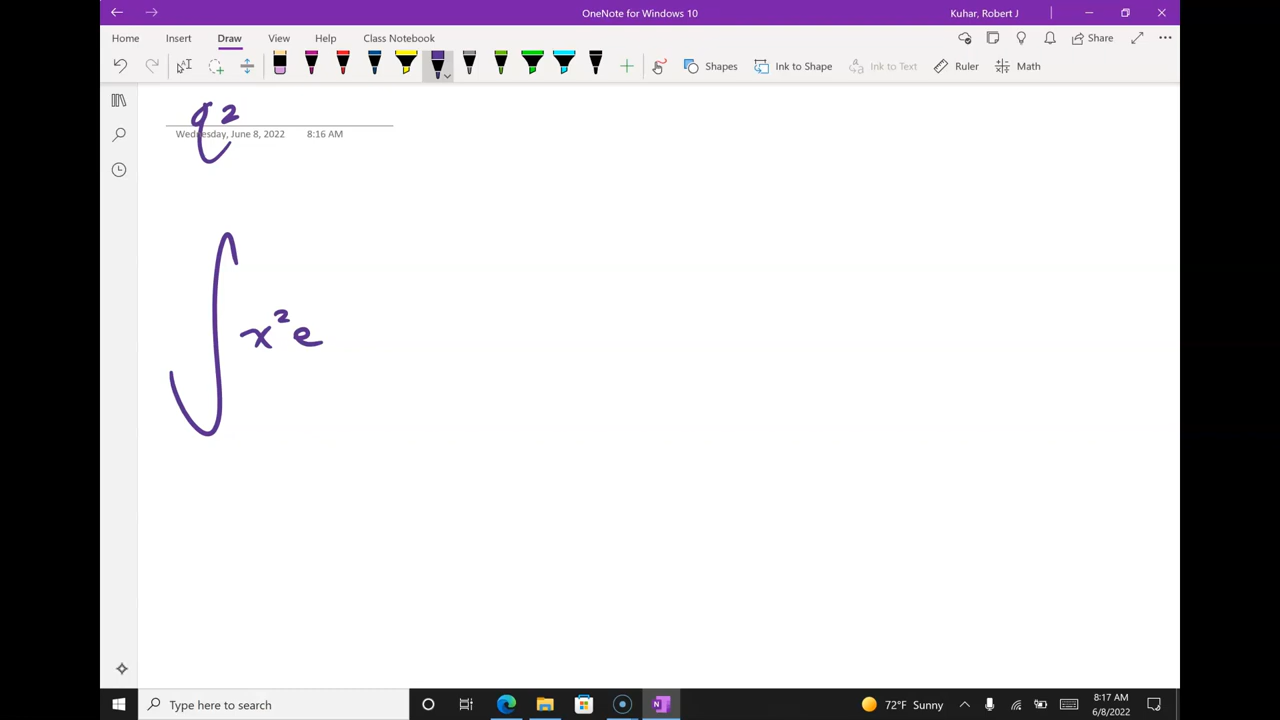 OneNote for Windows 10
Kuhar, Robert J
Home Insert Draw View Help Class Notebook
Share
Shapes Ink to Shape Ink to Text Ruler Math
q2
Wednesday, June 8, 2022 8:16 AM
∫ x² e
Type here to search
72°F Sunny
8:17 AM
6/8/2022